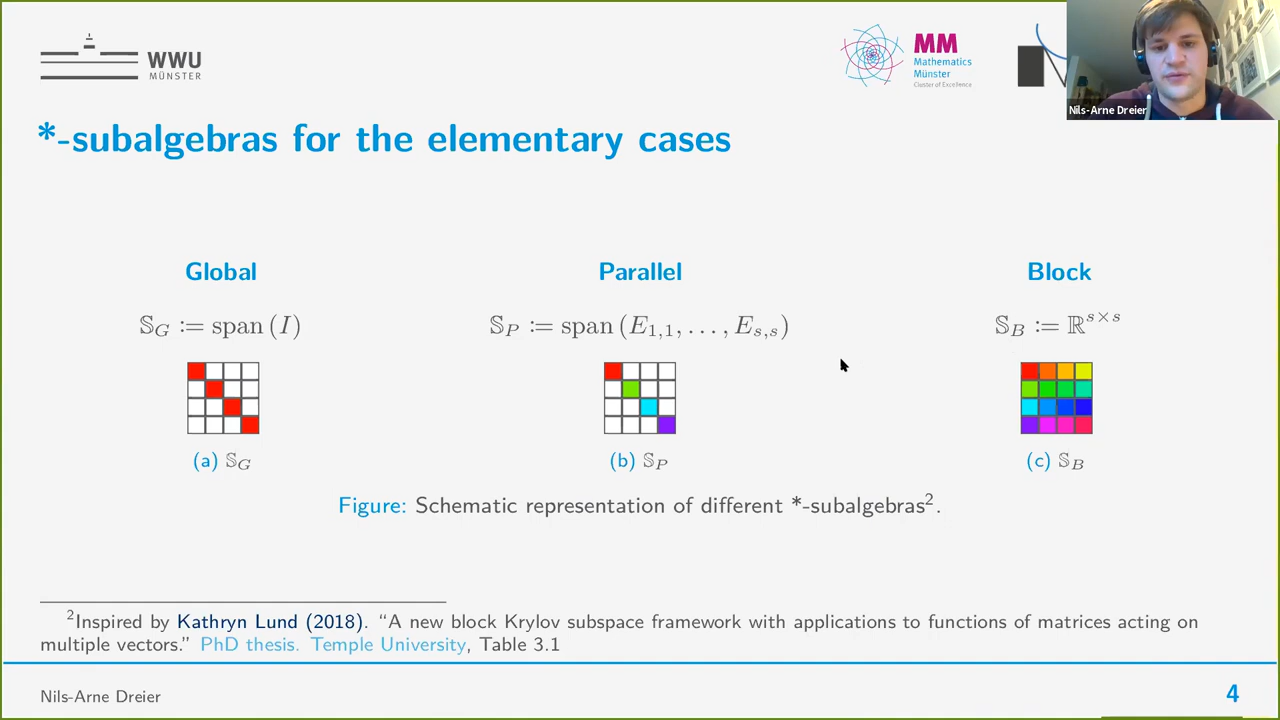 WWU
MÜNSTER
MM
Mathematics
Münster
Cluster of Excellence
Nils-Arne Dreier
*-subalgebras for the elementary cases
Global
Parallel
Block
𝕊_G := span (I)
𝕊_P := span (E_{1,1}, . . . , E_{s,s})
𝕊_B := ℝ^{s×s}
(a) 𝕊_G
(b) 𝕊_P
(c) 𝕊_B
Figure: Schematic representation of different *-subalgebras².
²Inspired by Kathryn Lund (2018). “A new block Krylov subspace framework with applications to functions of matrices acting on
multiple vectors.” PhD thesis. Temple University, Table 3.1
Nils-Arne Dreier
4